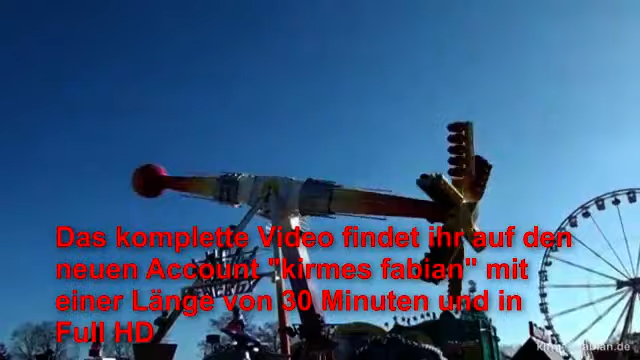 Das komplette Video findet ihr auf den
neuen Account "kirmes fabian" mit
einer Länge von 30 Minuten und in
Full HD